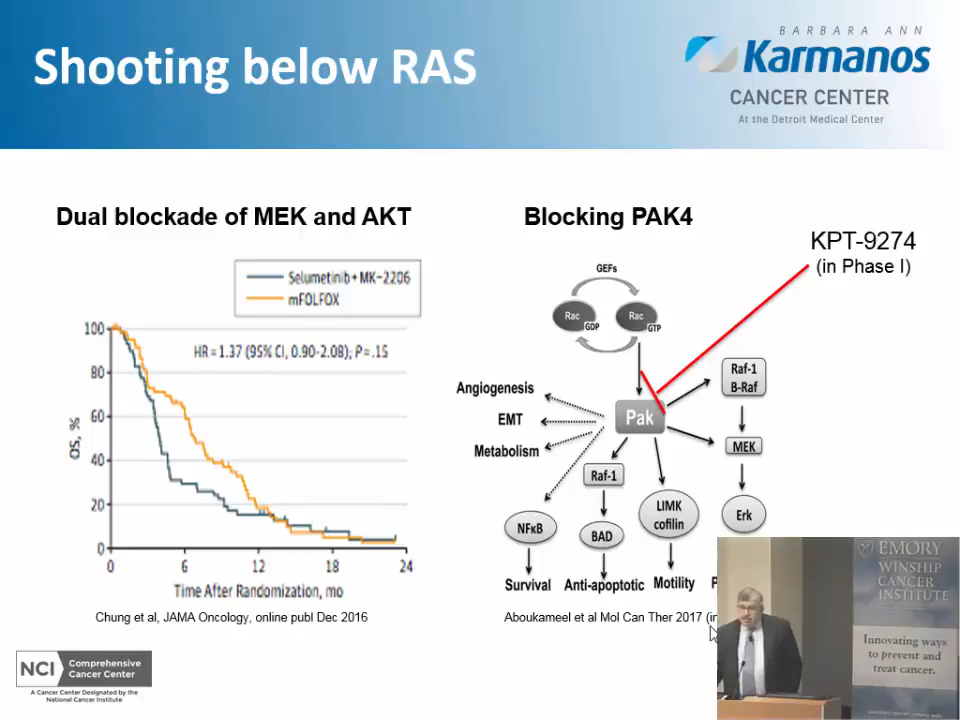 Shooting below RAS
BARBARA ANN
Karmanos
CANCER CENTER
At the Detroit Medical Center
Dual blockade of MEK and AKT
Selumetinib + MK-2206
mFOLFOX
HR = 1.37 (95% CI, 0.90-2.08); P = .15
OS, %
100
80
60
40
20
0
0 6 12 18 24
Time After Randomization, mo
Chung et al, JAMA Oncology, online publ Dec 2016
Blocking PAK4
KPT-9274
(in Phase I)
GEFs
Rac
GDP
Rac
GTP
Pak
Raf-1
B-Raf
MEK
Erk
Angiogenesis
EMT
Metabolism
Raf-1
NFκB
BAD
LIMK
cofilin
Survival
Anti-apoptotic
Motility
P
Aboukameel et al Mol Can Ther 2017 (in
NCI
Comprehensive
Cancer Center
A Cancer Center Designated by the
National Cancer Institute
EMORY
WINSHIP
CANCER
INSTITUTE
Innovating ways
to prevent and
treat cancer.